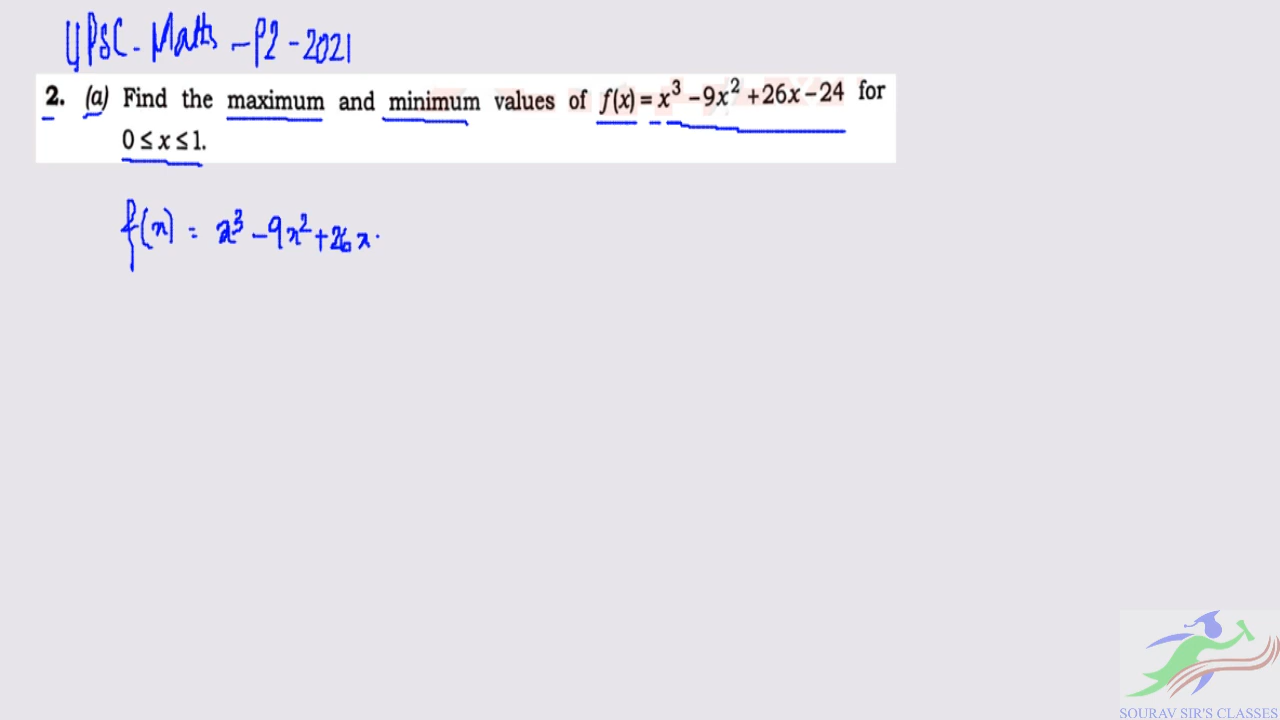 UPSC - Maths - P2 - 2021
2. (a) Find the maximum and minimum values of f(x) = x³ - 9x² + 26x - 24 for
0 ≤ x ≤ 1.
f(x) = x³ - 9x² + 26x
SOURAV SIR'S CLASSES